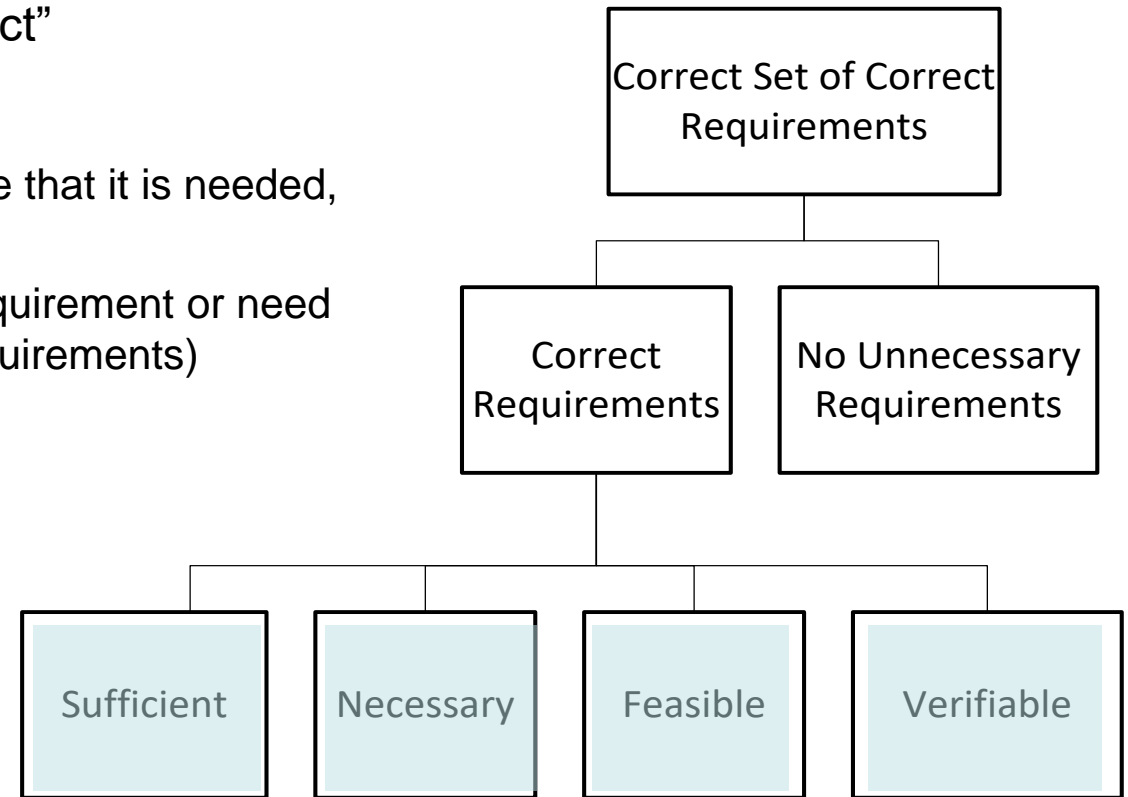 ct”
e that it is needed,
quirement or need
uirements)
Correct Set of Correct
Requirements
Correct
Requirements
No Unnecessary
Requirements
Sufficient
Necessary
Feasible
Verifiable